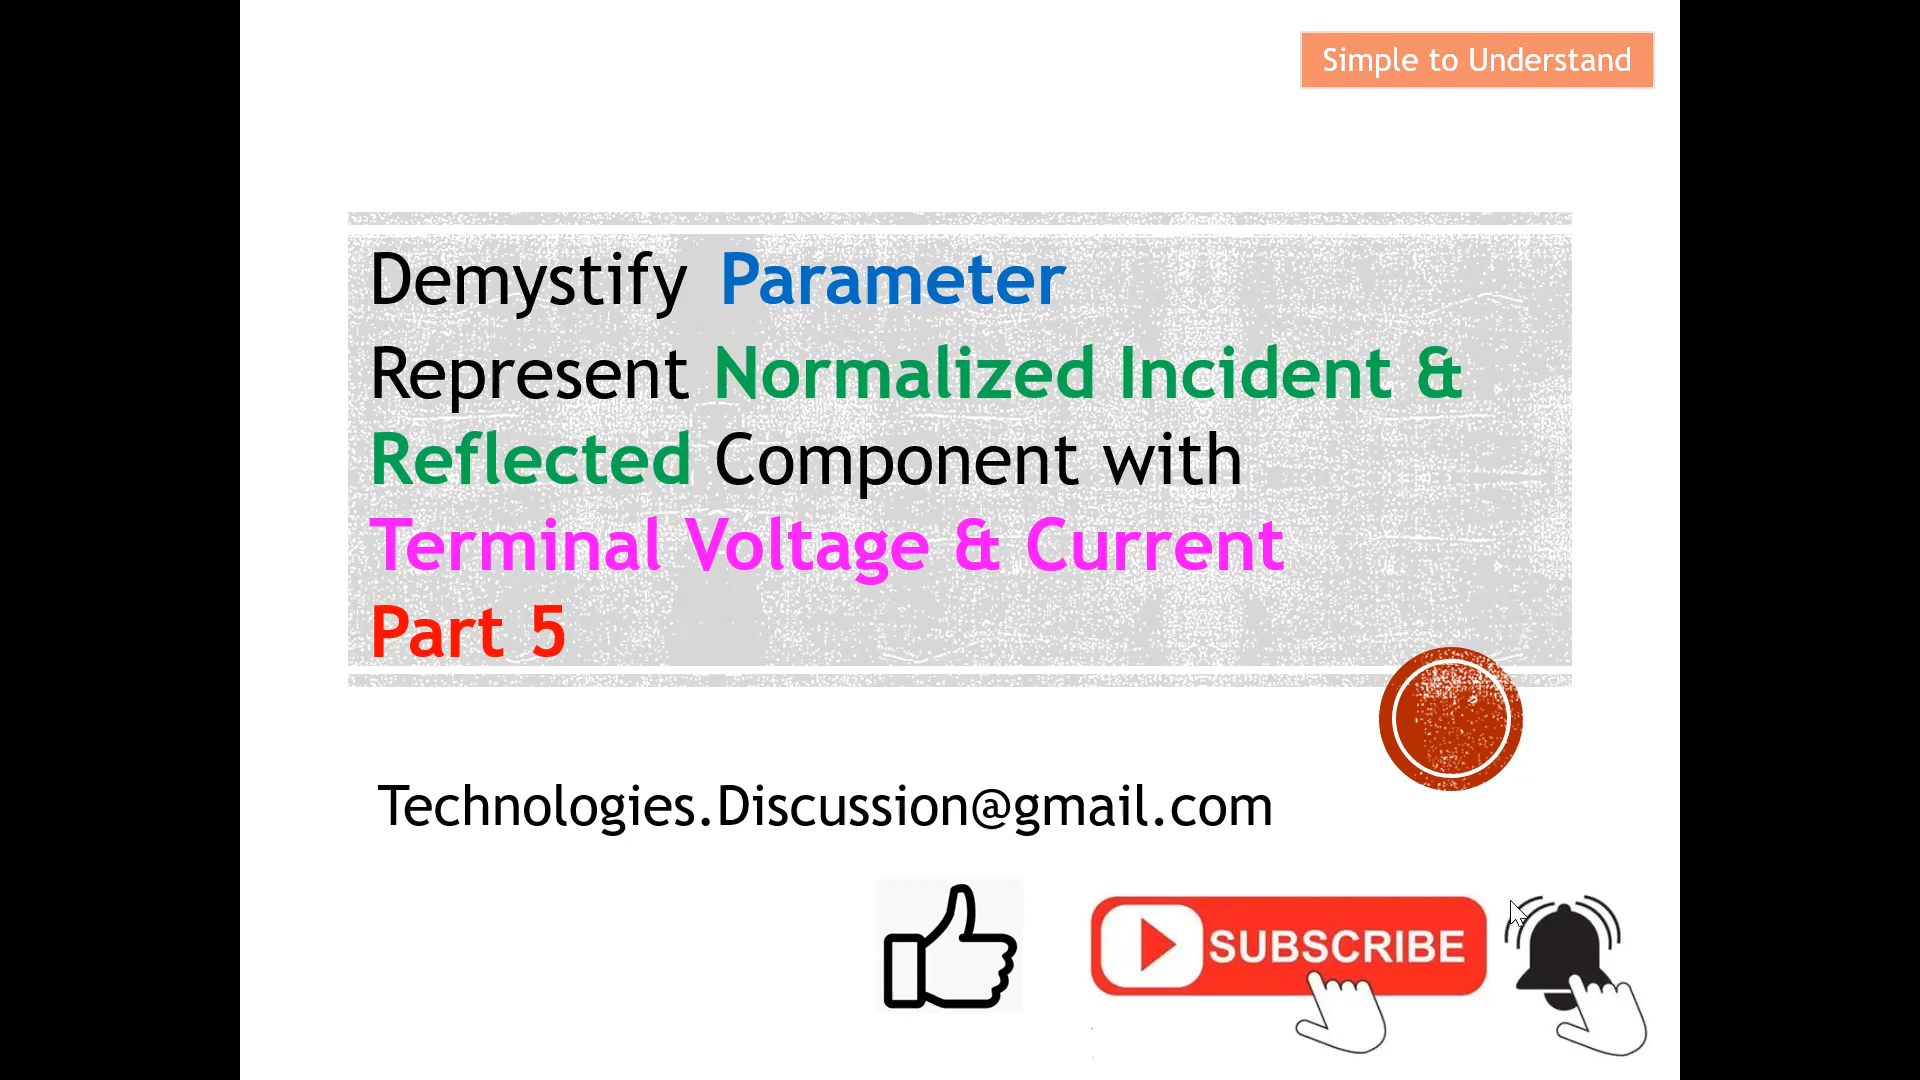 Simple to Understand
Demystify Parameter
Represent Normalized Incident &
Reflected Component with
Terminal Voltage & Current
Part 5
Technologies.Discussion@gmail.com
SUBSCRIBE